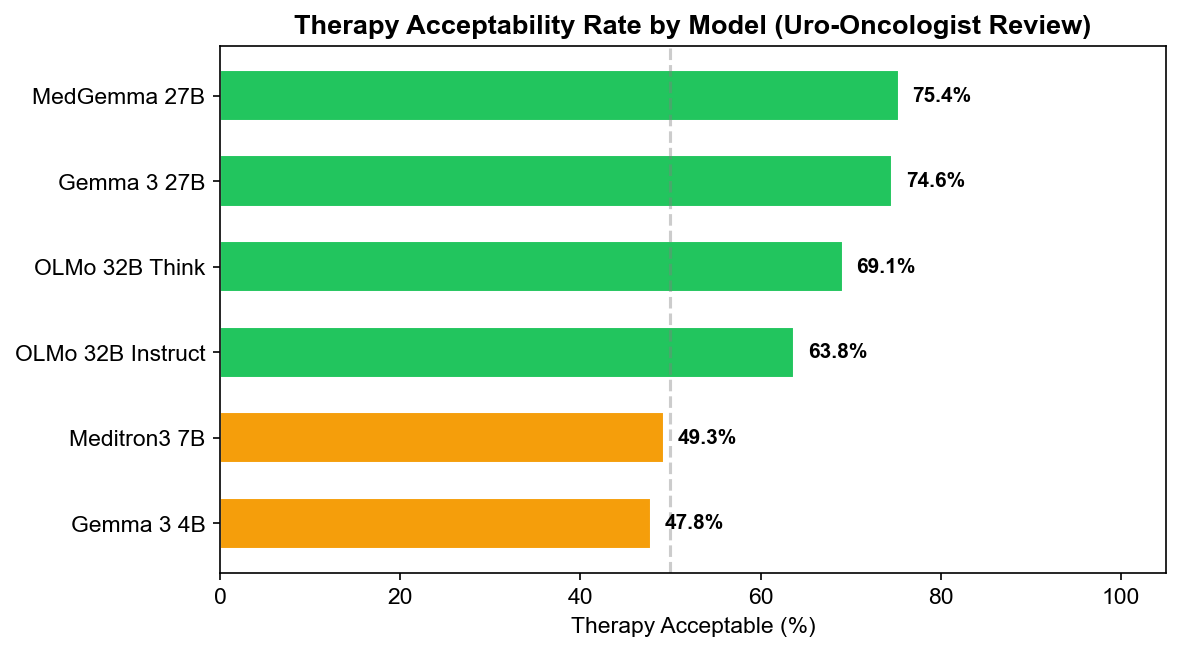 Therapy Acceptability Rate by Model (Uro-Oncologist Review)
MedGemma 27B 75.4%
Gemma 3 27B 74.6%
OLMo 32B Think 69.1%
OLMo 32B Instruct 63.8%
Meditron3 7B 49.3%
Gemma 3 4B 47.8%
0 20 40 60 80 100
Therapy Acceptable (%)